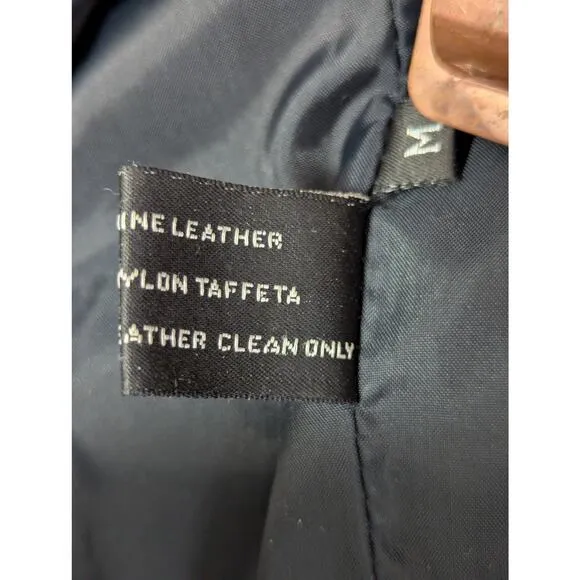 M
INE LEATHER
YLON TAFFETA
EATHER CLEAN ONLY